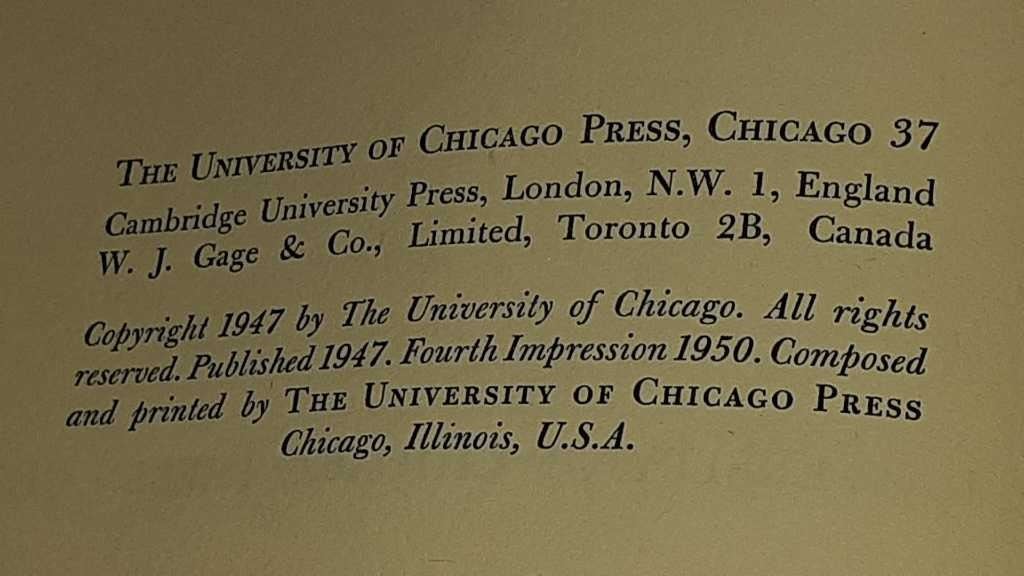 THE UNIVERSITY OF CHICAGO PRESS, CHICAGO 37
Cambridge University Press, London, N.W. 1, England
W. J. Gage & Co., Limited, Toronto 2B, Canada
Copyright 1947 by The University of Chicago. All rights
reserved. Published 1947. Fourth Impression 1950. Composed
and printed by THE UNIVERSITY OF CHICAGO PRESS
Chicago, Illinois, U.S.A.